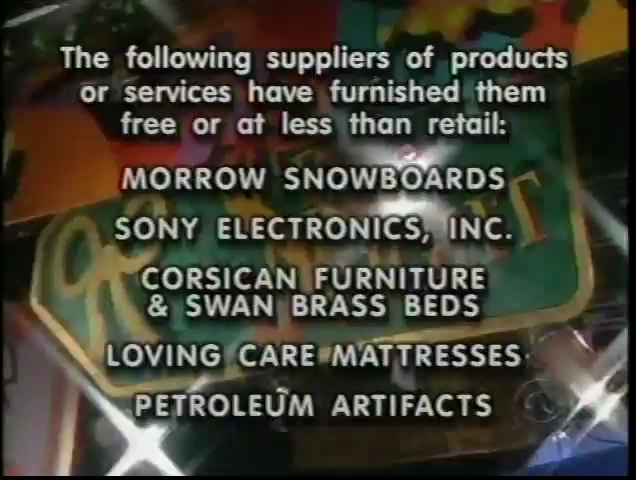 The following suppliers of products
or services have furnished them
free or at less than retail:
MORROW SNOWBOARDS
SONY ELECTRONICS, INC.
CORSICAN FURNITURE
& SWAN BRASS BEDS
LOVING CARE MATTRESSES
PETROLEUM ARTIFACTS